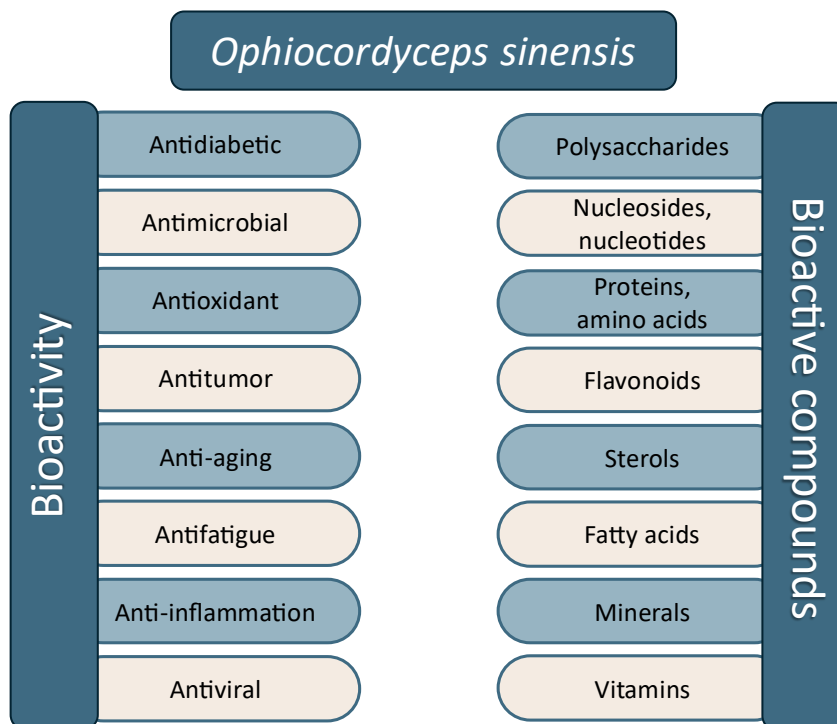 Ophiocordyceps sinensis
Bioactivity
Antidiabetic
Antimicrobial
Antioxidant
Antitumor
Anti-aging
Antifatigue
Anti-inflammation
Antiviral
Polysaccharides
Nucleosides,
nucleotides
Proteins,
amino acids
Flavonoids
Sterols
Fatty acids
Minerals
Vitamins
Bioactive compounds